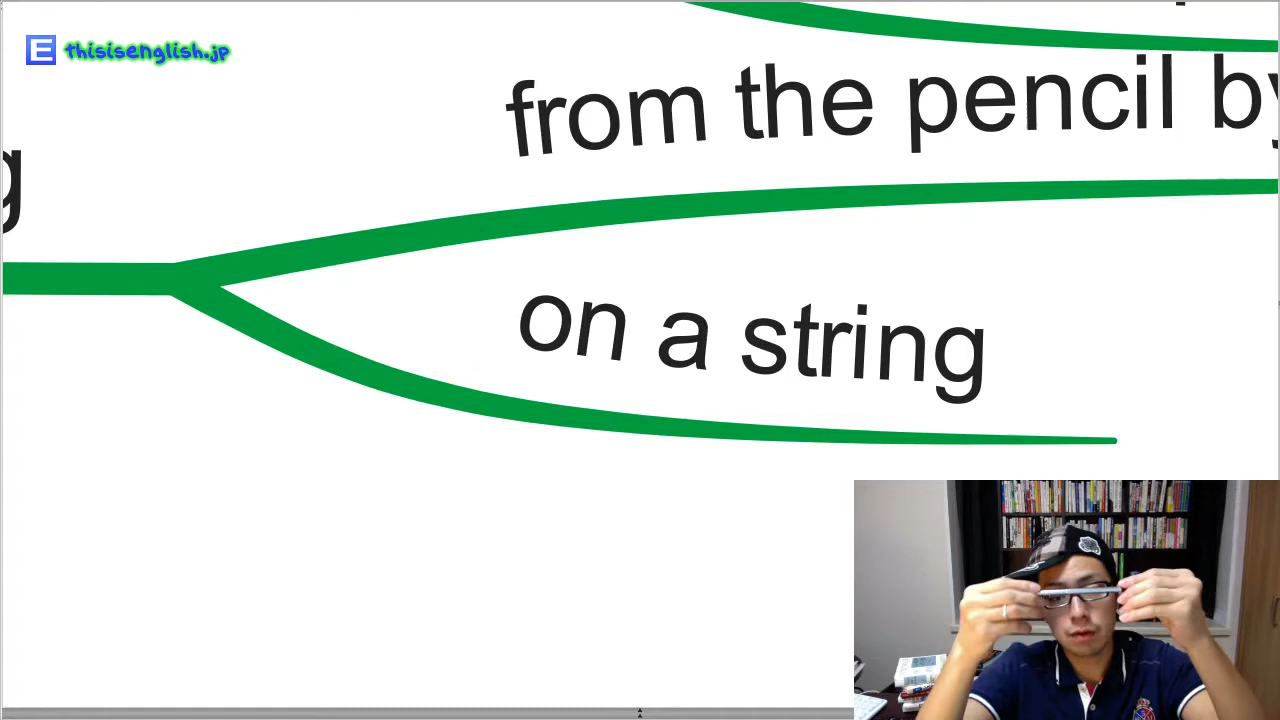 E thisisenglish.jp
from the pencil by
on a string